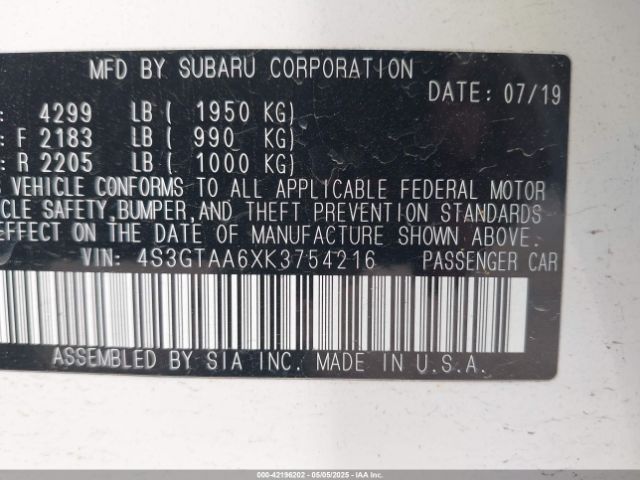 MFD BY SUBARU CORPORATION
DATE: 07/19
: 4299 LB ( 1950 KG)
F 2183 LB ( 990 KG)
R 2205 LB ( 1000 KG)
VEHICLE CONFORMS TO ALL APPLICABLE FEDERAL MOTOR
SAFETY,BUMPER,AND THEFT PREVENTION STANDARDS
EFFECT ON THE DATE OF MANUFACTURE SHOWN ABOVE.
VIN: 4S3GTAA6XK3754216 PASSENGER CAR
ASSEMBLED BY SIA INC. MADE IN U.S.A.
000-42196202 - 05/05/2025 - IAA Inc.